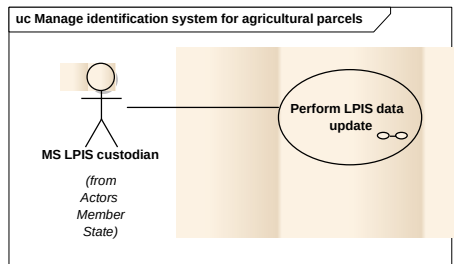 uc Manage identification system for agricultural parcels
Perform LPIS data
update
MS LPIS custodian
(from
Actors
Member
State)